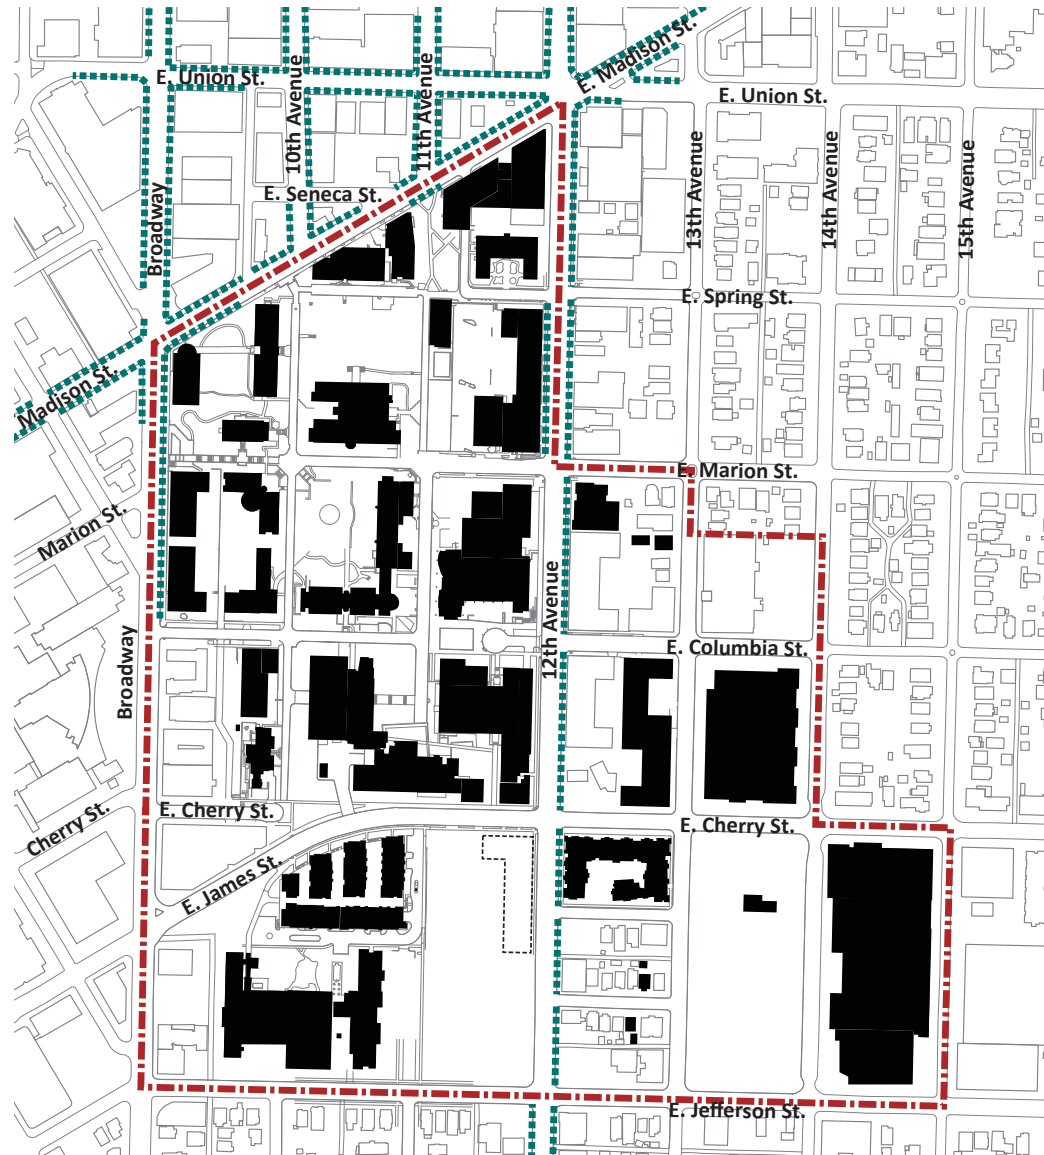 E. Madison St.
E. Union St.
10th Avenue
11th Avenue
E. Union St.
13th Avenue
14th Avenue
15th Avenue
E. Seneca St.
Broadway
E. Spring St.
Madison St.
E. Marion St.
Marion St.
12th Avenue
E. Columbia St.
Broadway
E. Cherry St.
Cherry St.
E. Cherry St.
E. James St.
E. Jefferson St.